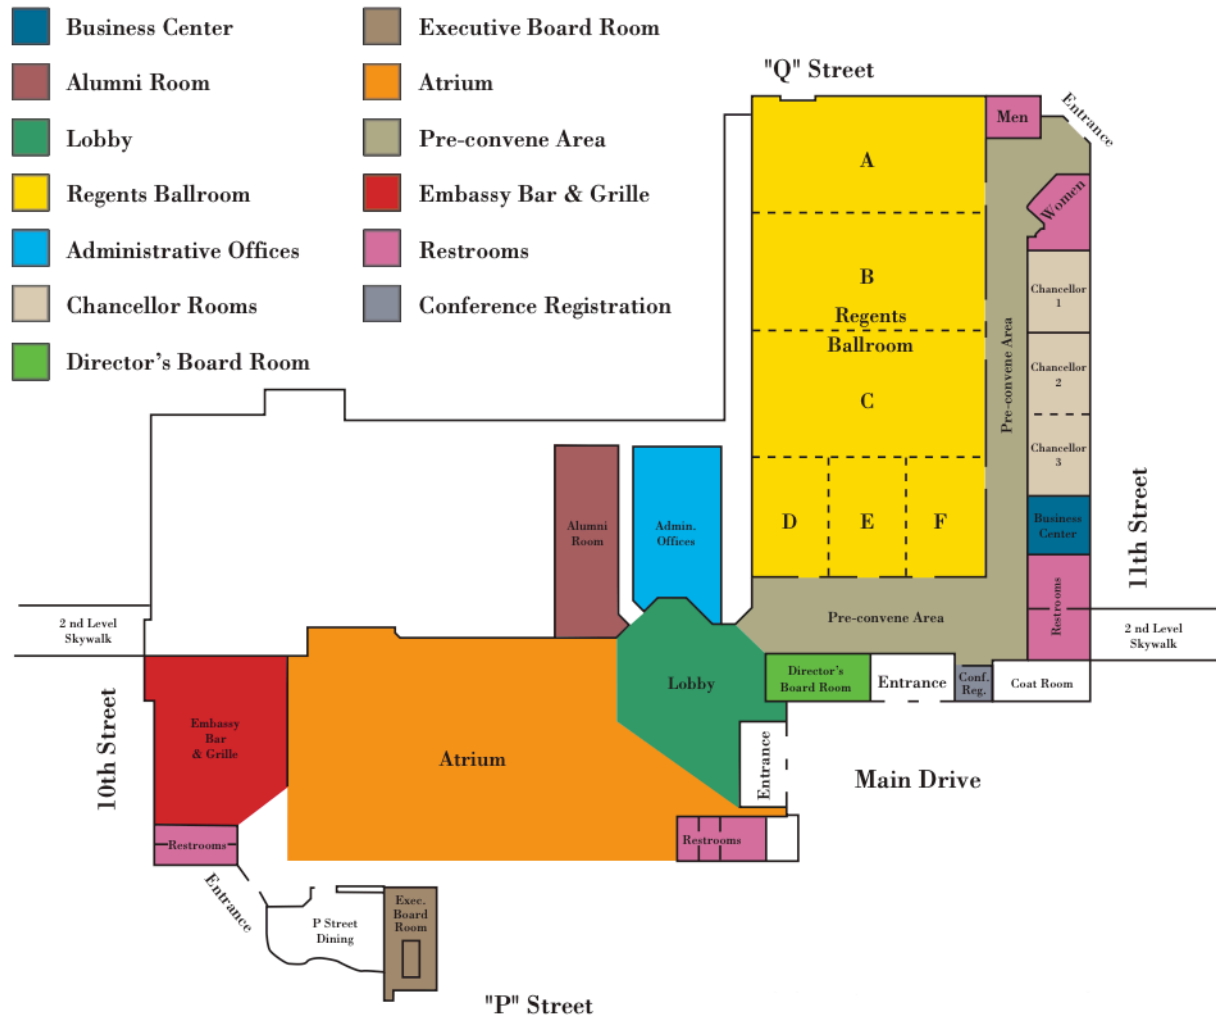 Business Center
Alumni Room
Lobby
Regents Ballroom
Administrative Offices
Chancellor Rooms
Director's Board Room
Executive Board Room
Atrium
Pre-convene Area
Embassy Bar & Grille
Restrooms
Conference Registration
"Q" Street
Men
Entrance
A
Women
B
Regents
Ballroom
C
Chancellor
1
Pre-convene Area
Chancellor
2
Chancellor
3
D
E
F
Business
Center
11th Street
Alumni
Room
Admin.
Offices
Restrooms
Pre-convene Area
2 nd Level
Skywalk
2 nd Level
Skywalk
Lobby
Director's
Board Room
Entrance
Conf.
Reg.
Coat Room
10th Street
Embassy
Bar
& Grille
Atrium
Entrance
Main Drive
Restrooms
Restrooms
Entrance
P Street
Dining
Exec.
Board
Room
"P" Street